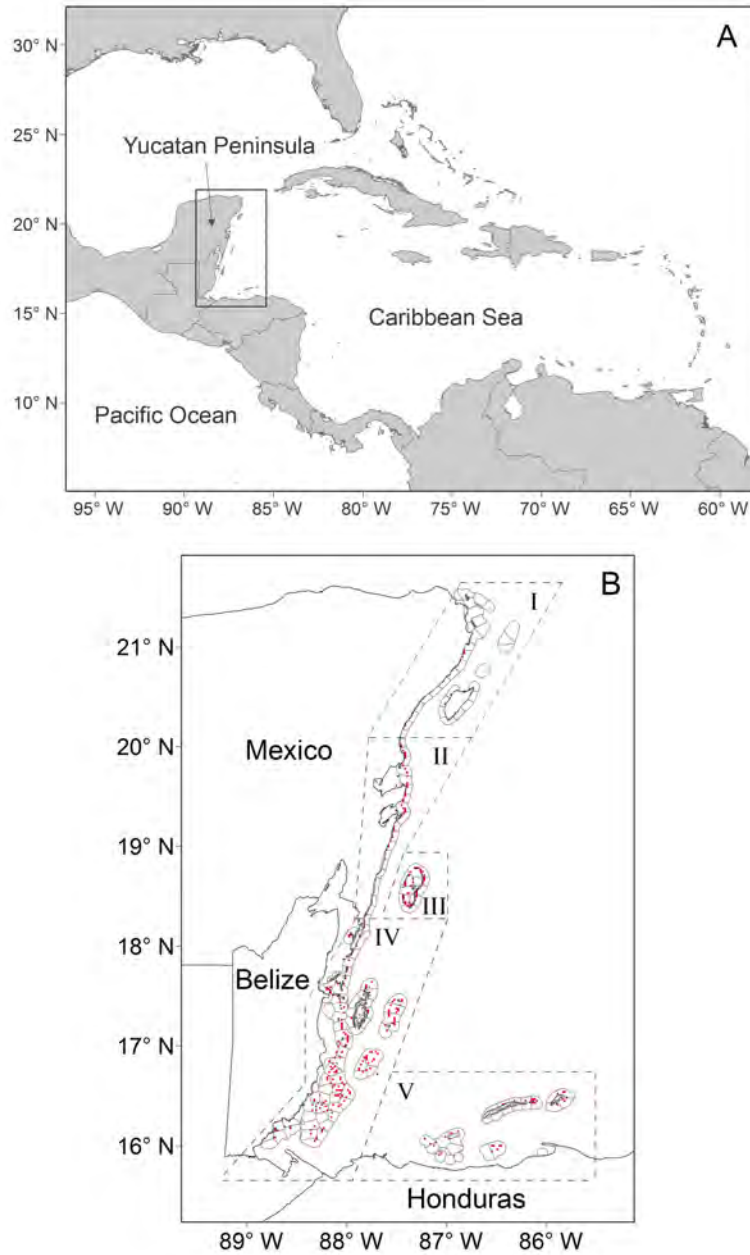 A
30° N
25° N
Yucatan Peninsula
20° N
15° N
Caribbean Sea
10° N
Pacific Ocean
95° W 90° W 85° W 80° W 75° W 70° W 65° W 60° W
B
I
21° N
20° N
Mexico
II
19° N
III
18° N
IV
Belize
17° N
V
16° N
Honduras
89° W 88° W 87° W 86° W